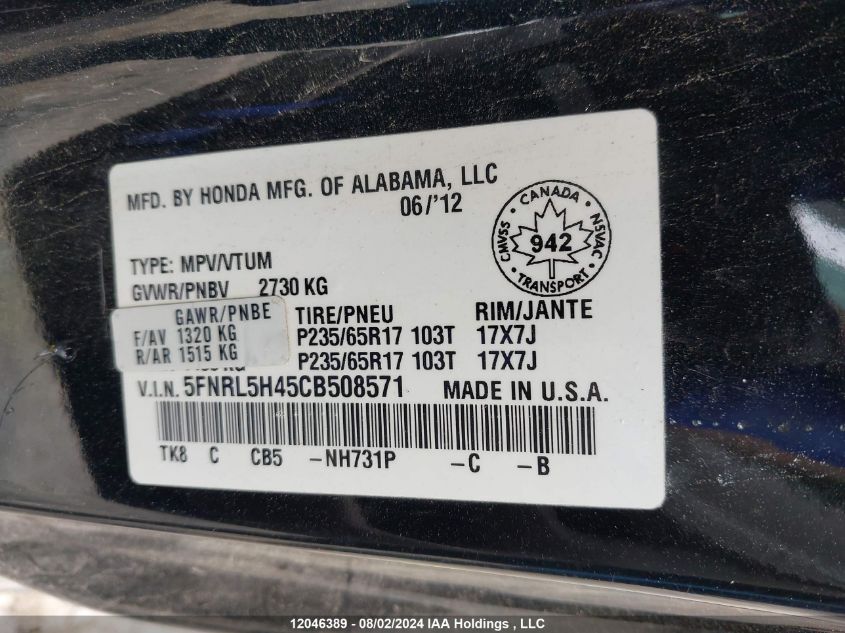 MFD. BY HONDA MFG. OF ALABAMA, LLC
06/'12
CANADA
CMVSS 942 NSVAC
TRANSPORT
TYPE: MPV/VTUM
GVWR/PNBV 2730 KG
GAWR/PNBE TIRE/PNEU RIM/JANTE
F/AV 1320 KG P235/65R17 103T 17X7J
R/AR 1515 KG P235/65R17 103T 17X7J
V.I.N. 5FNRL5H45CB508571 MADE IN U.S.A.
TK8 C CB5 -NH731P -C -B
12046389 - 08/02/2024 IAA Holdings , LLC